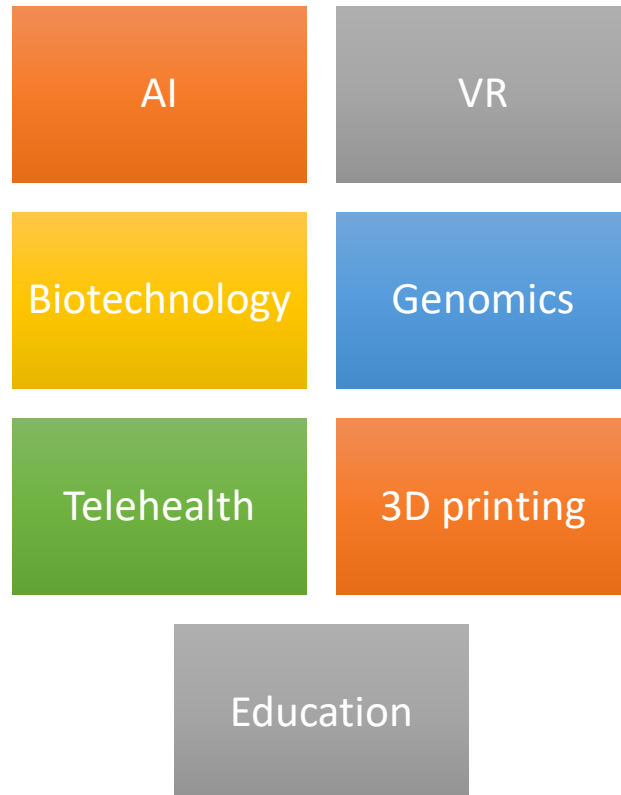 AI
VR
Biotechnology
Genomics
Telehealth
3D printing
Education